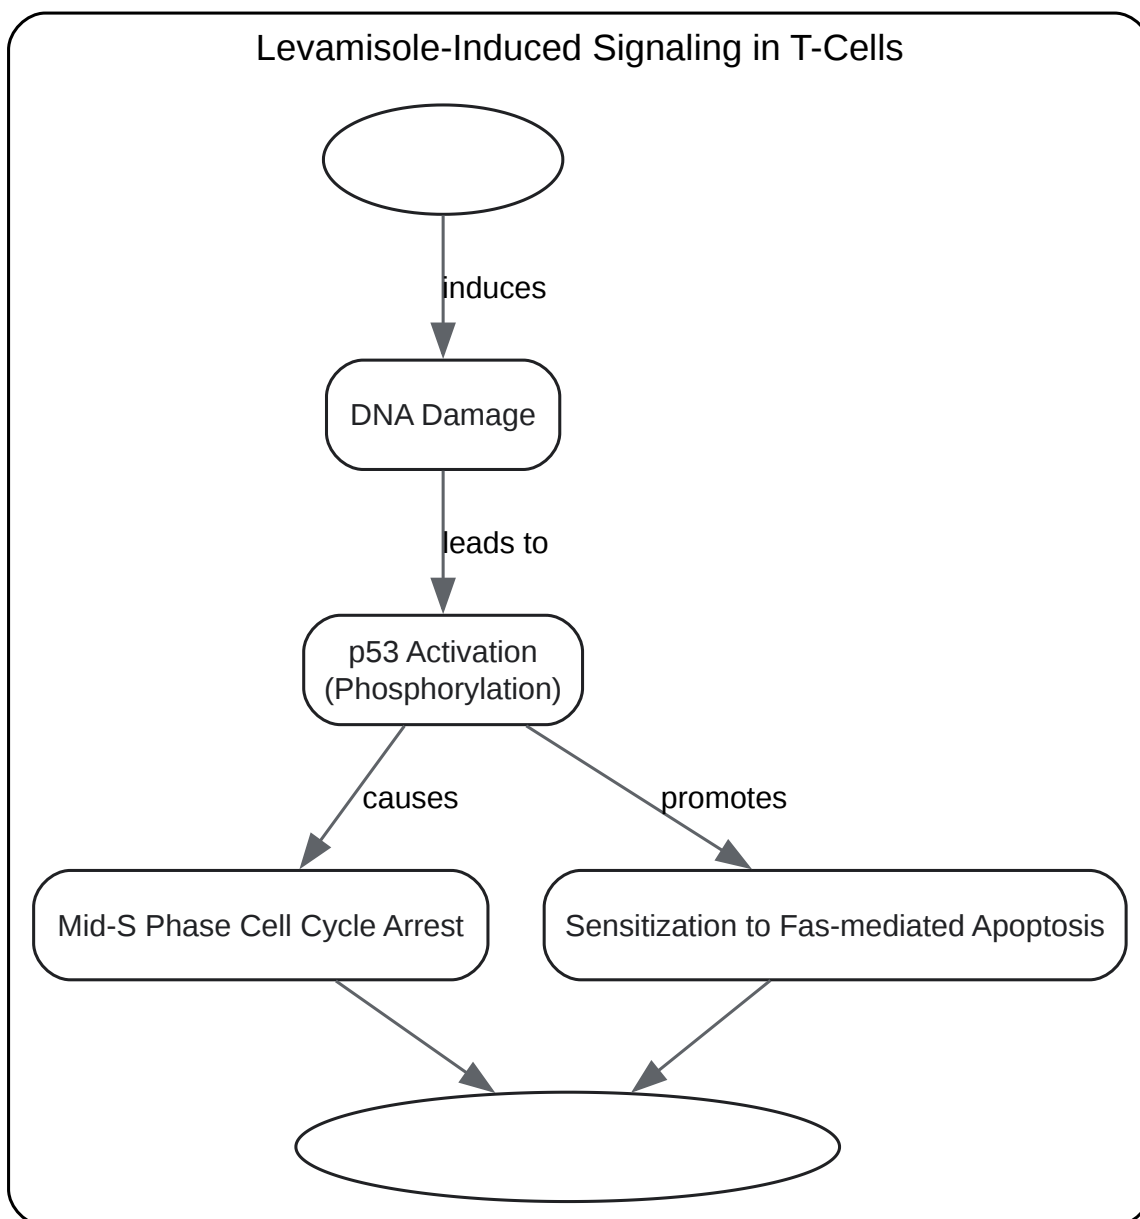 Levamisole-Induced Signaling in T-Cells
induces
DNA Damage
leads to
p53 Activation
(Phosphorylation)
causes
promotes
Mid-S Phase Cell Cycle Arrest
Sensitization to Fas-mediated Apoptosis